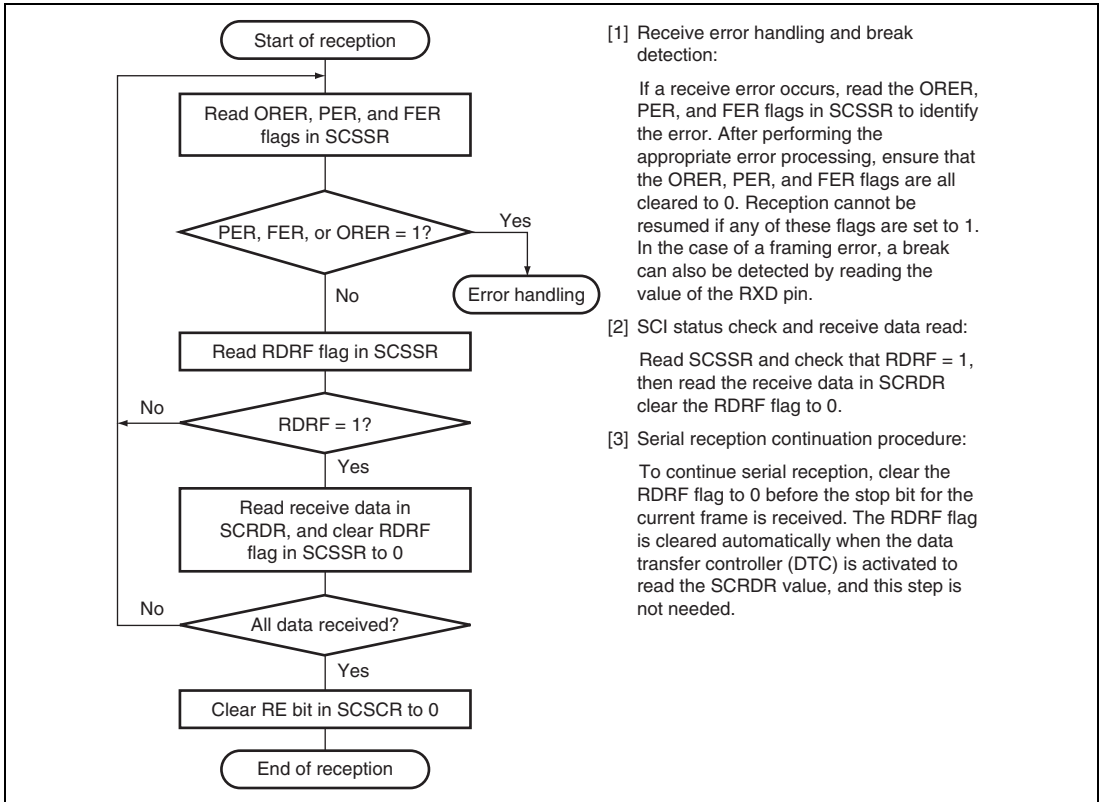 Start of reception
Read ORER, PER, and FER
flags in SCSSR
PER, FER, or ORER = 1?
Yes
Error handling
No
Read RDRF flag in SCSSR
No
RDRF = 1?
Yes
Read receive data in
SCRDR, and clear RDRF
flag in SCSSR to 0
No
All data received?
Yes
Clear RE bit in SCSCR to 0
End of reception
[1] Receive error handling and break
detection:
If a receive error occurs, read the ORER,
PER, and FER flags in SCSSR to identify
the error. After performing the
appropriate error processing, ensure that
the ORER, PER, and FER flags are all
cleared to 0. Reception cannot be
resumed if any of these flags are set to 1.
In the case of a framing error, a break
can also be detected by reading the
value of the RXD pin.
[2] SCI status check and receive data read:
Read SCSSR and check that RDRF = 1,
then read the receive data in SCRDR
clear the RDRF flag to 0.
[3] Serial reception continuation procedure:
To continue serial reception, clear the
RDRF flag to 0 before the stop bit for the
current frame is received. The RDRF flag
is cleared automatically when the data
transfer controller (DTC) is activated to
read the SCRDR value, and this step is
not needed.